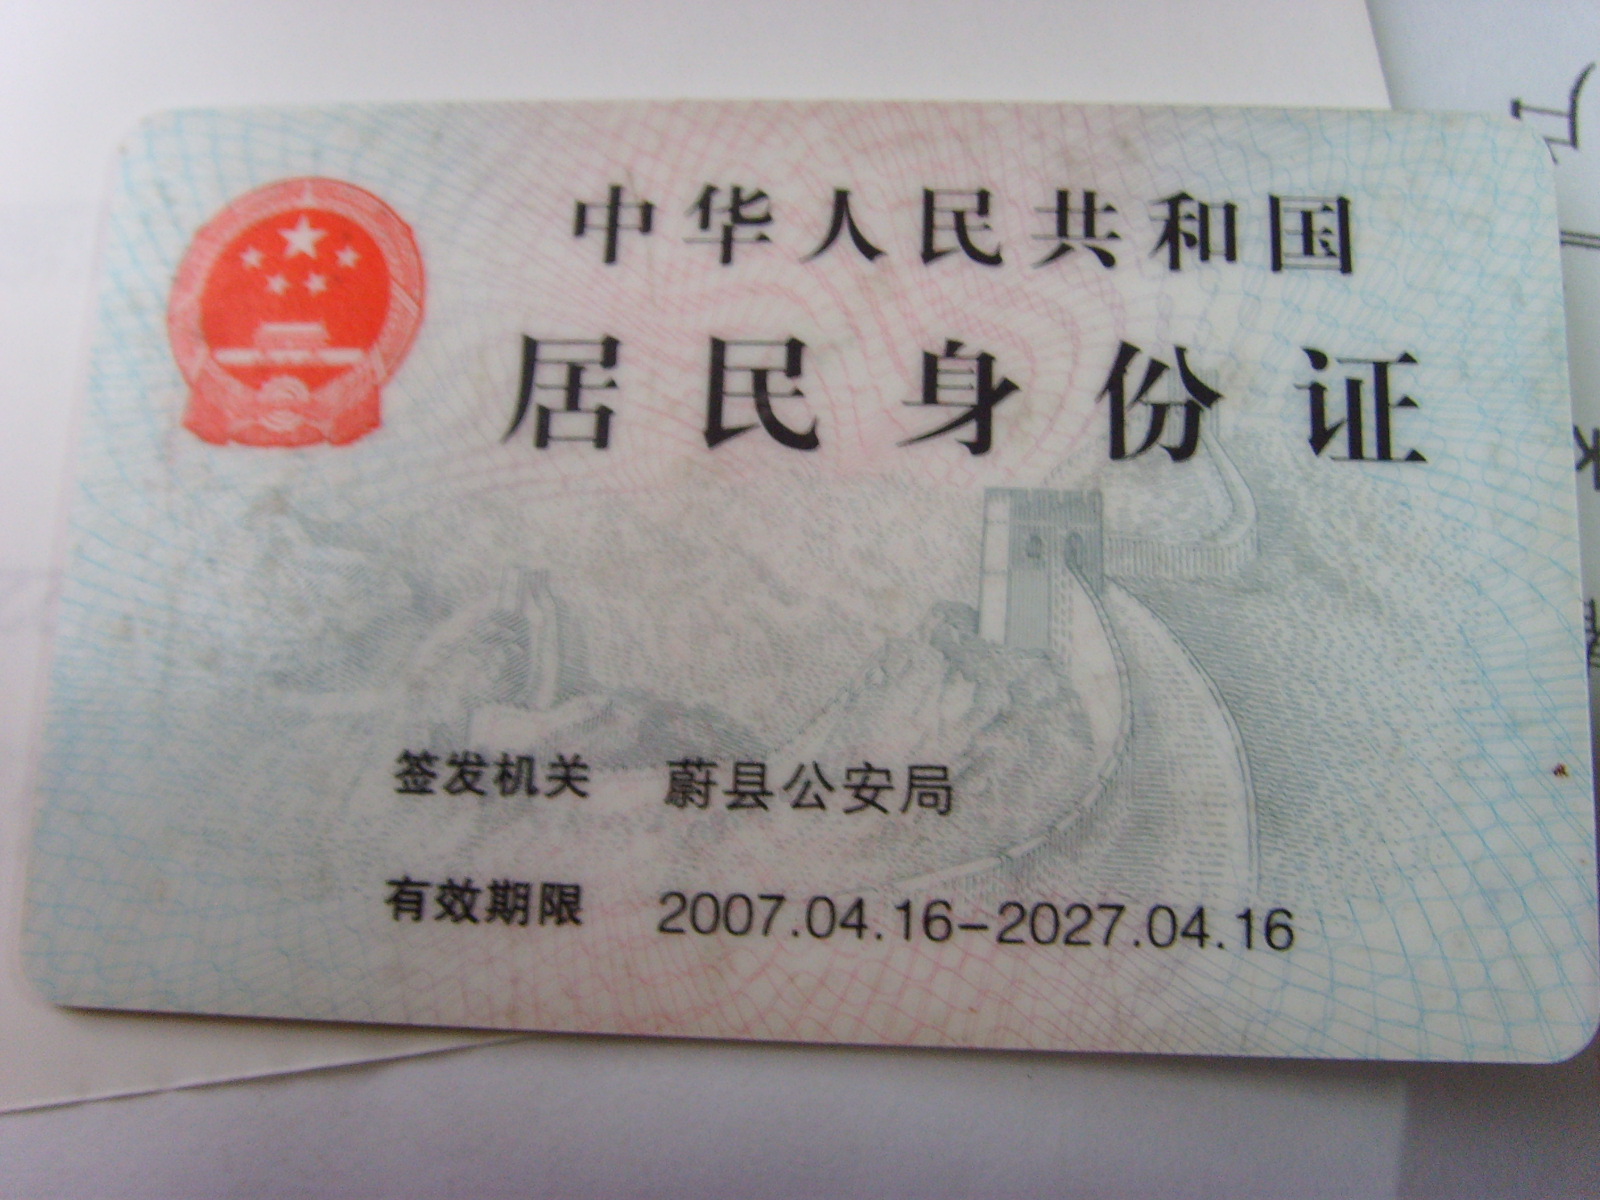 中华人民共和国
居民身份证
签发机关 蔚县公安局
有效期限 2007.04.16-2027.04.16